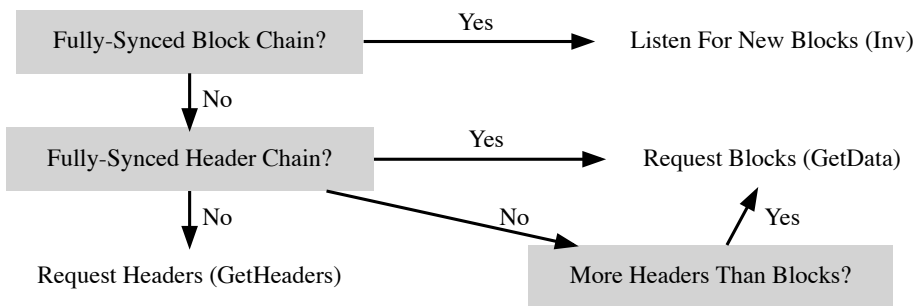 Fully-Synced Block Chain?
Yes
Listen For New Blocks (Inv)
No
Fully-Synced Header Chain?
Yes
Request Blocks (GetData)
No
No
Yes
Request Headers (GetHeaders)
More Headers Than Blocks?